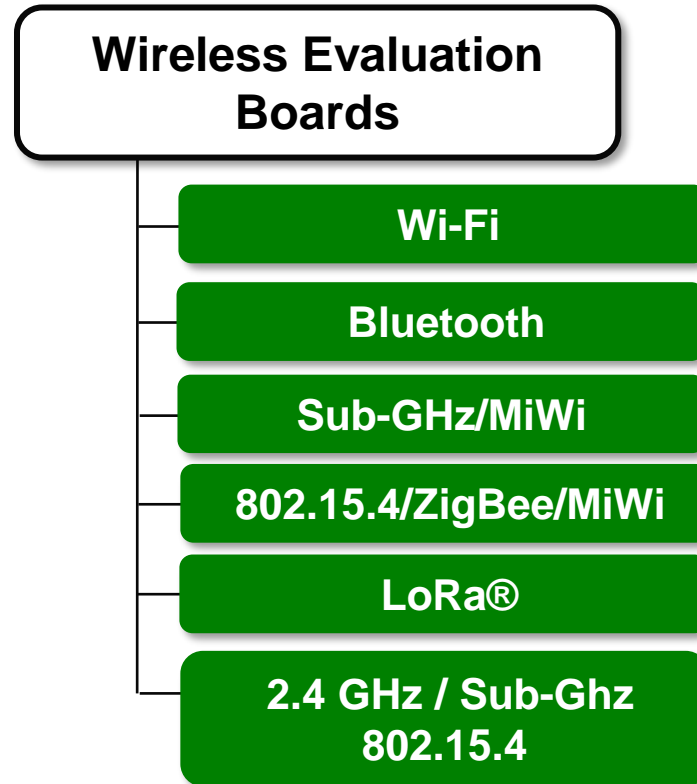 Wireless Evaluation
Boards
Wi-Fi
Bluetooth
Sub-GHz/MiWi
802.15.4/ZigBee/MiWi
LoRa®
2.4 GHz / Sub-Ghz
802.15.4